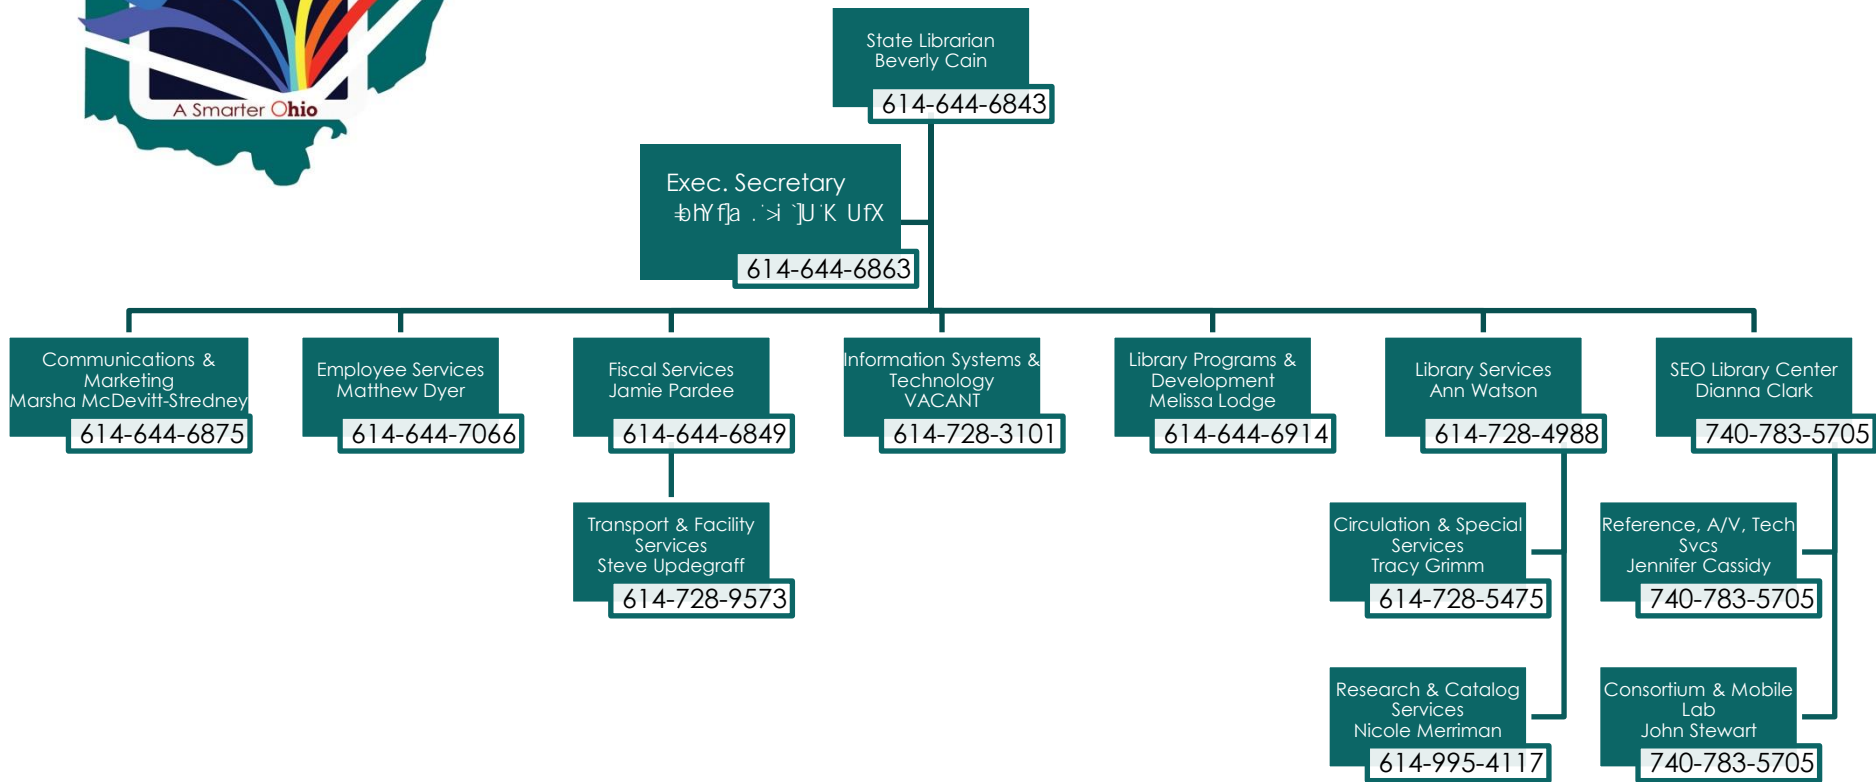 A Smarter Ohio
State Librarian
Beverly Cain
614-644-6843
Exec. Secretary
614-644-6863
Communications &
Marketing
Marsha McDevitt-Stredney
614-644-6875
Employee Services
Matthew Dyer
614-644-7066
Fiscal Services
Jamie Pardee
614-644-6849
Information Systems &
Technology
VACANT
614-728-3101
Library Programs &
Development
Melissa Lodge
614-644-6914
Library Services
Ann Watson
614-728-4988
SEO Library Center
Dianna Clark
740-783-5705
Transport & Facility
Services
Steve Updegraff
614-728-9573
Circulation & Special
Services
Tracy Grimm
614-728-5475
Reference, A/V, Tech
Svcs
Jennifer Cassidy
740-783-5705
Research & Catalog
Services
Nicole Merriman
614-995-4117
Consortium & Mobile
Lab
John Stewart
740-783-5705